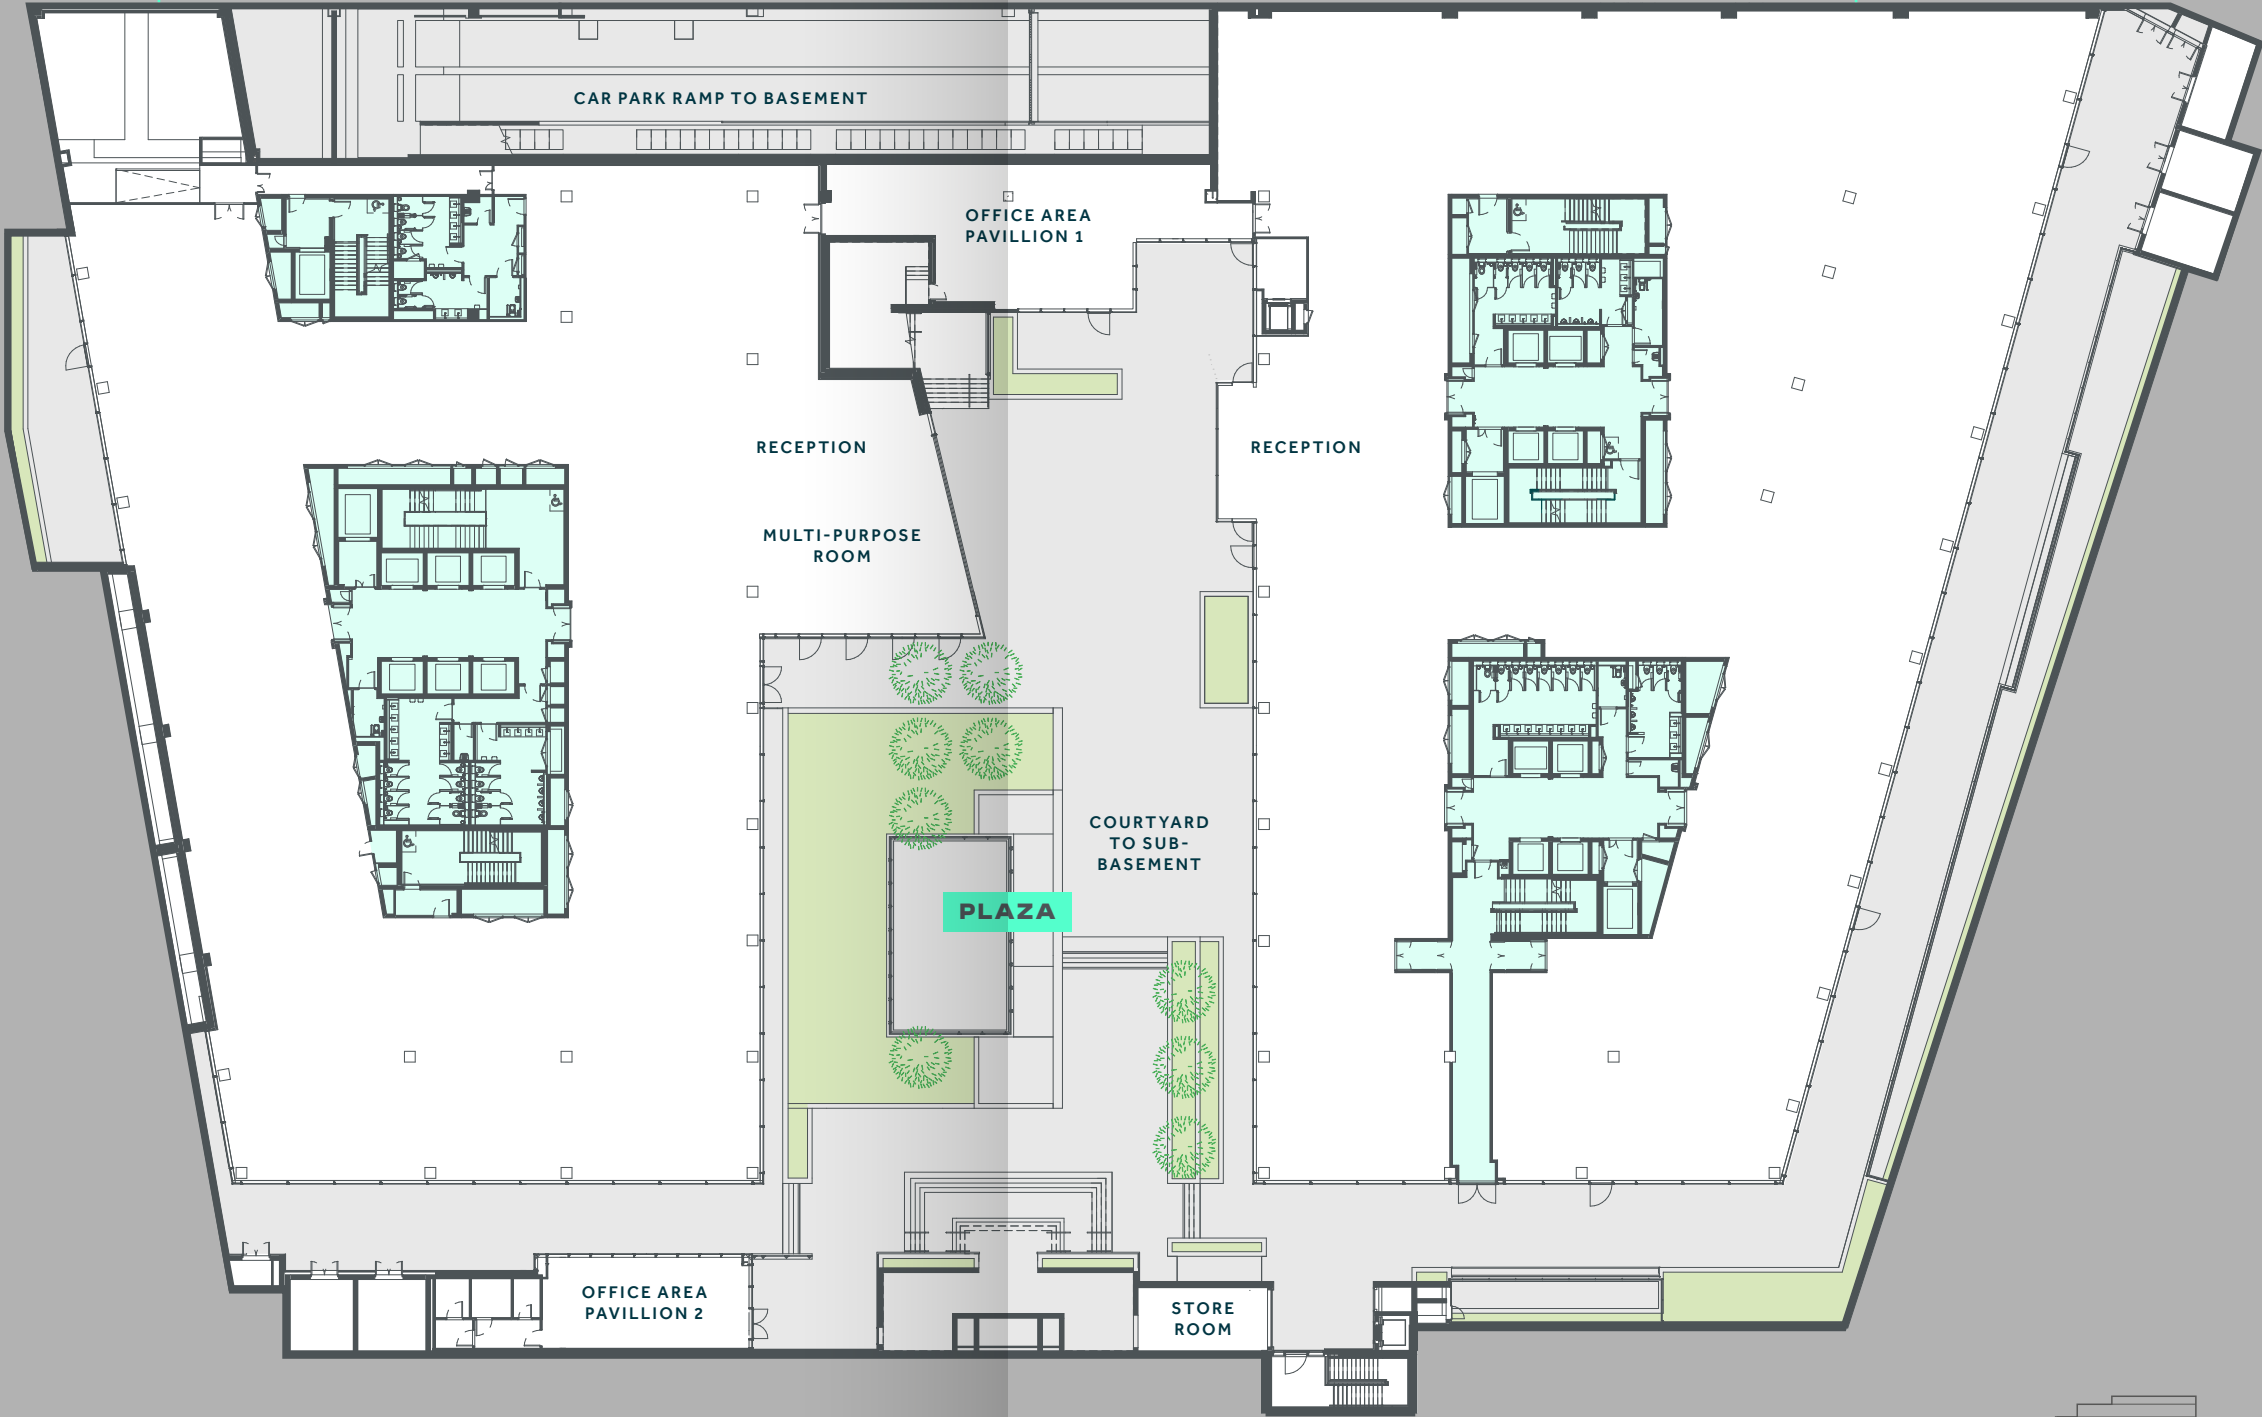 CAR PARK RAMP TO BASEMENT
OFFICE AREA
PAVILLION 1
RECEPTION
RECEPTION
MULTI-PURPOSE
ROOM
COURTYARD
TO SUB-
BASEMENT
PLAZA
OFFICE AREA
PAVILLION 2
STORE
ROOM